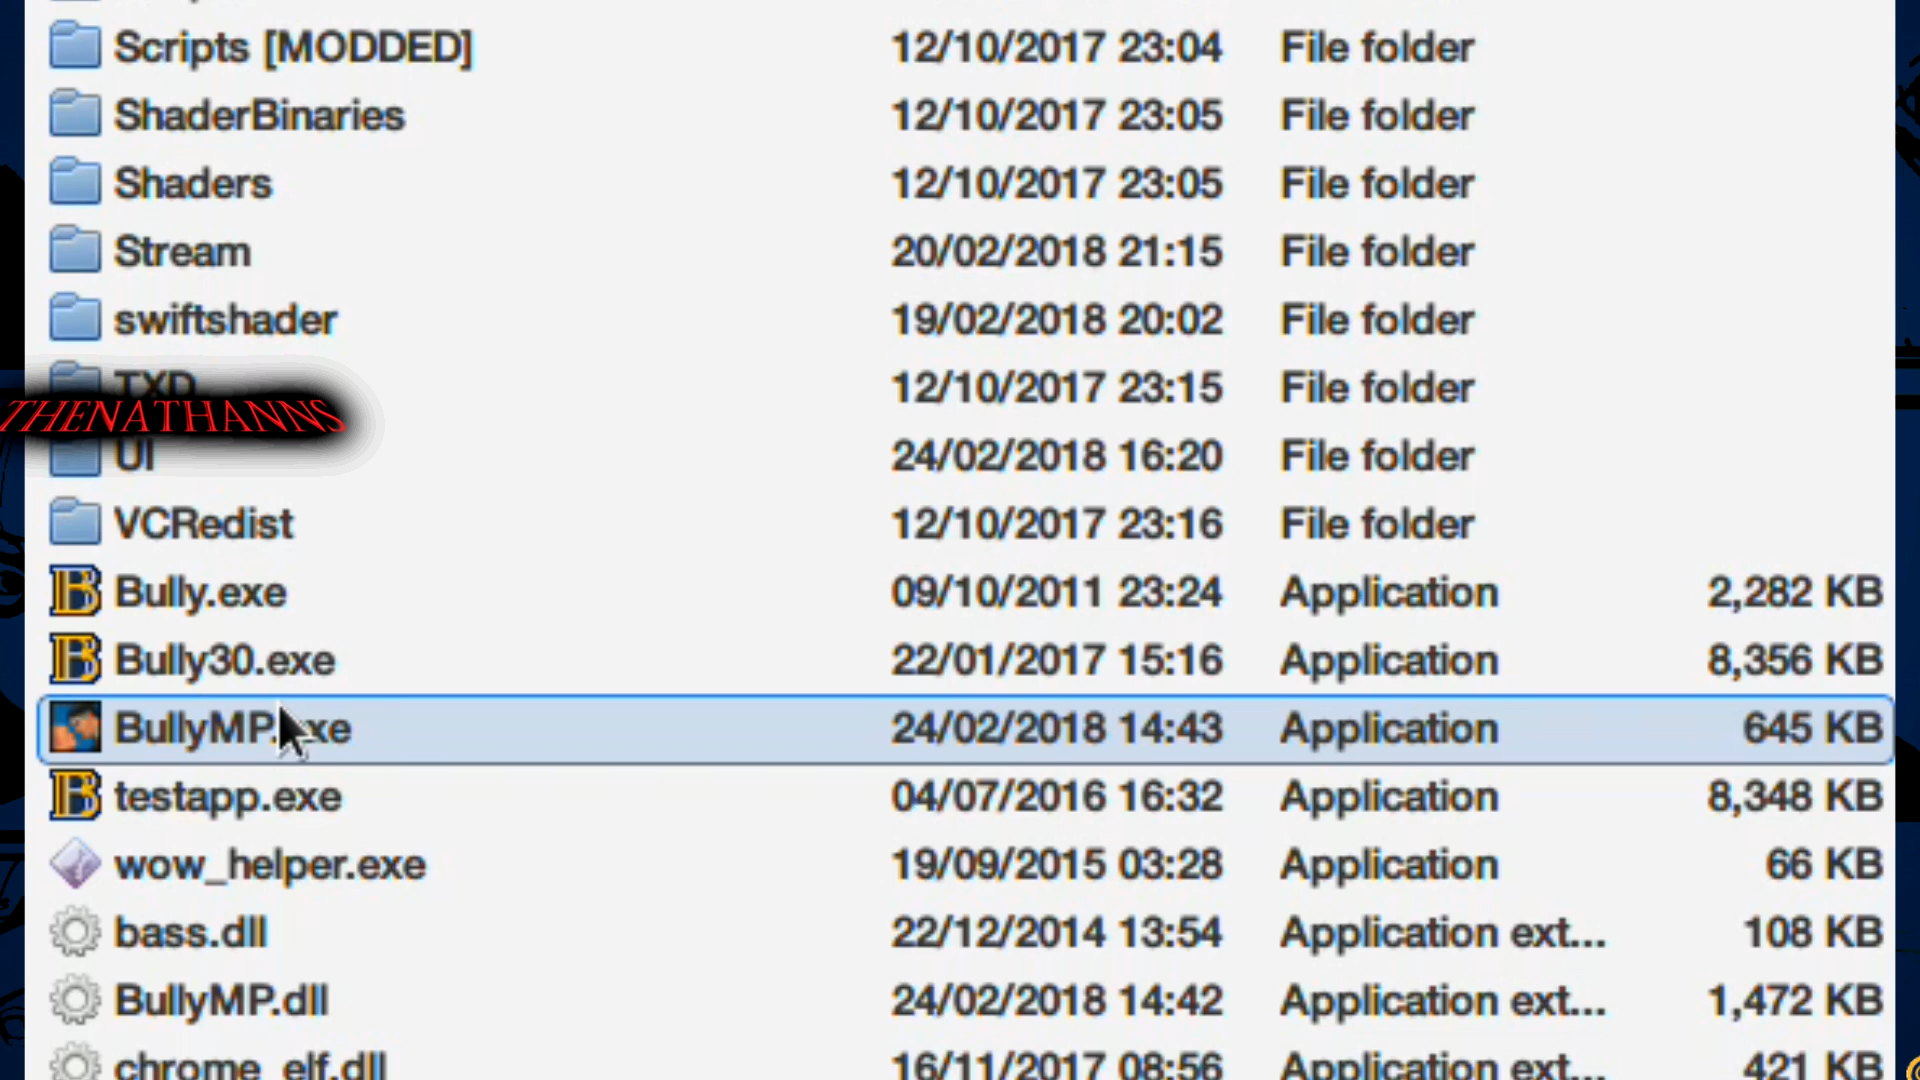 Scripts [MODDED] 12/10/2017 23:04 File folder
ShaderBinaries 12/10/2017 23:05 File folder
Shaders 12/10/2017 23:05 File folder
Stream 20/02/2018 21:15 File folder
swiftshader 19/02/2018 20:02 File folder
TXD 12/10/2017 23:15 File folder
THENATHANNS
UI 24/02/2018 16:20 File folder
VCRedist 12/10/2017 23:16 File folder
Bully.exe 09/10/2011 23:24 Application 2,282 KB
Bully30.exe 22/01/2017 15:16 Application 8,356 KB
BullyMP.exe 24/02/2018 14:43 Application 645 KB
testapp.exe 04/07/2016 16:32 Application 8,348 KB
wow_helper.exe 19/09/2015 03:28 Application 66 KB
bass.dll 22/12/2014 13:54 Application ext... 108 KB
BullyMP.dll 24/02/2018 14:42 Application ext... 1,472 KB
chrome_elf.dll 16/11/2017 08:56 Application ext... 421 KB